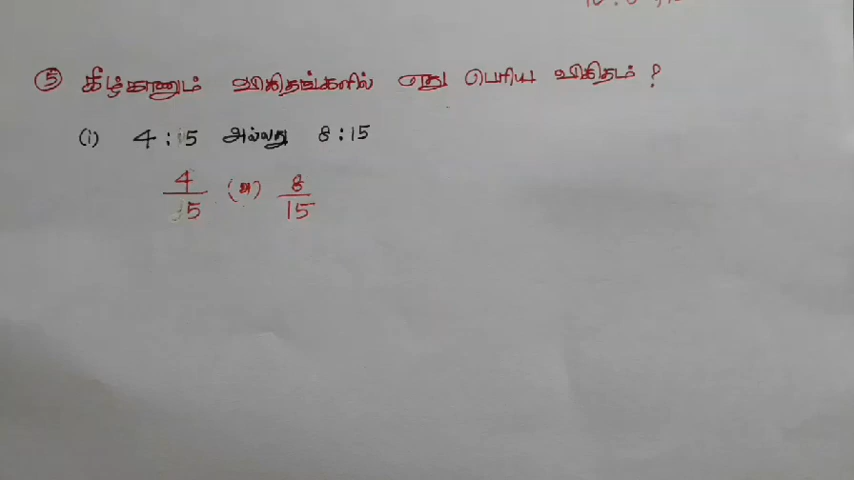 ⑤ கீழ்காணும் விகிதங்களில் எது பெரிய விகிதம் ?
(i) 4 : 5 அல்லது 8 : 15
4/5 (அ) 8/15